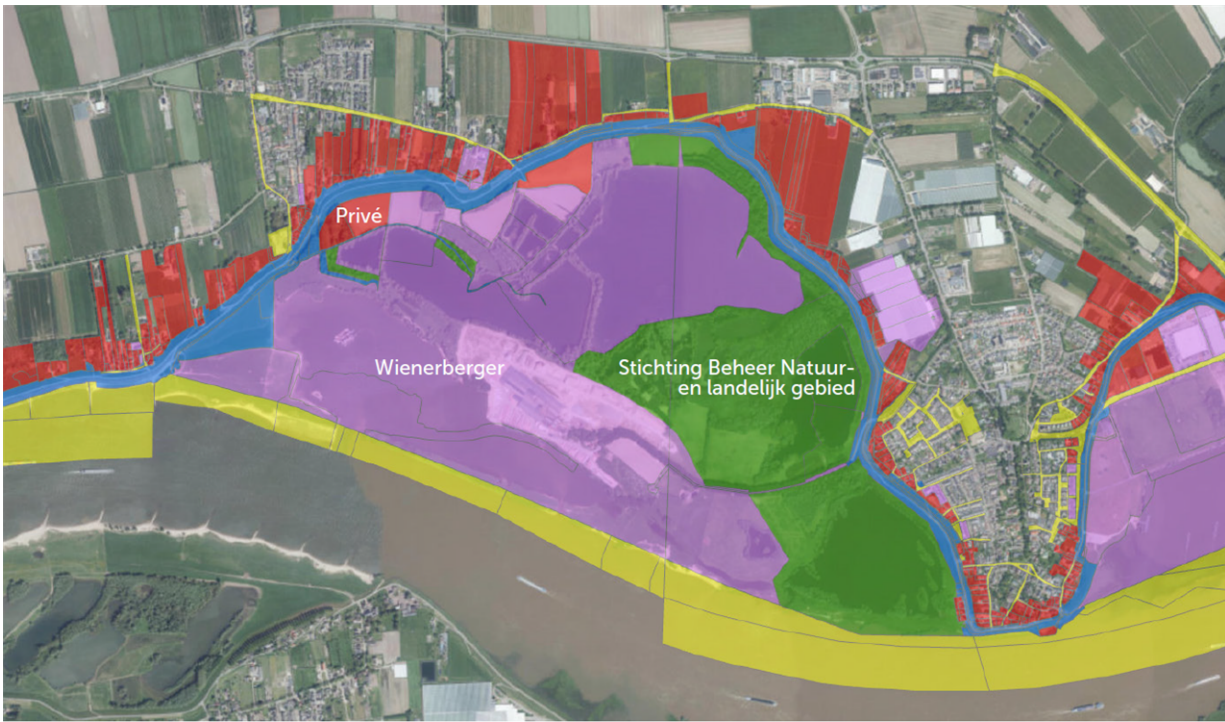 Privé
Wienerberger
Stichting Beheer Natuur-
en landelijk gebied